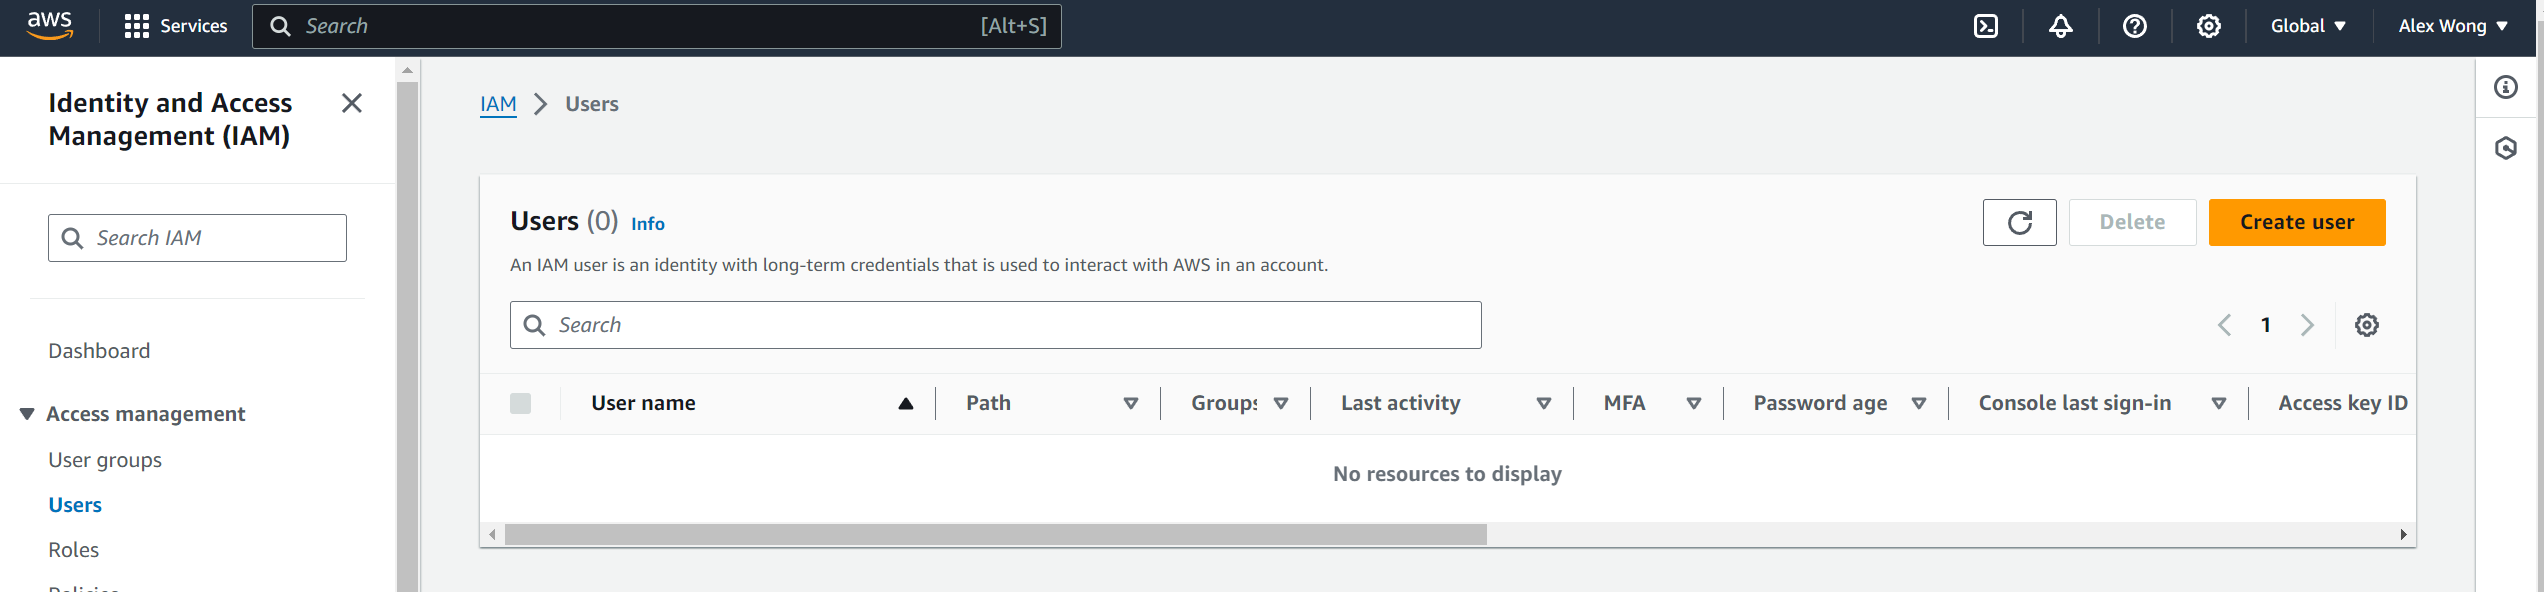 aws Services Search [Alt+S] Global Alex Wong
Identity and Access
Management (IAM)
Search IAM
Dashboard
Access management
User groups
Users
Roles
Policies
IAM Users
Users (0) Info
Refresh Delete Create user
An IAM user is an identity with long-term credentials that is used to interact with AWS in an account.
Search
1
User name Path Groups Last activity MFA Password age Console last sign-in Access key ID
No resources to display